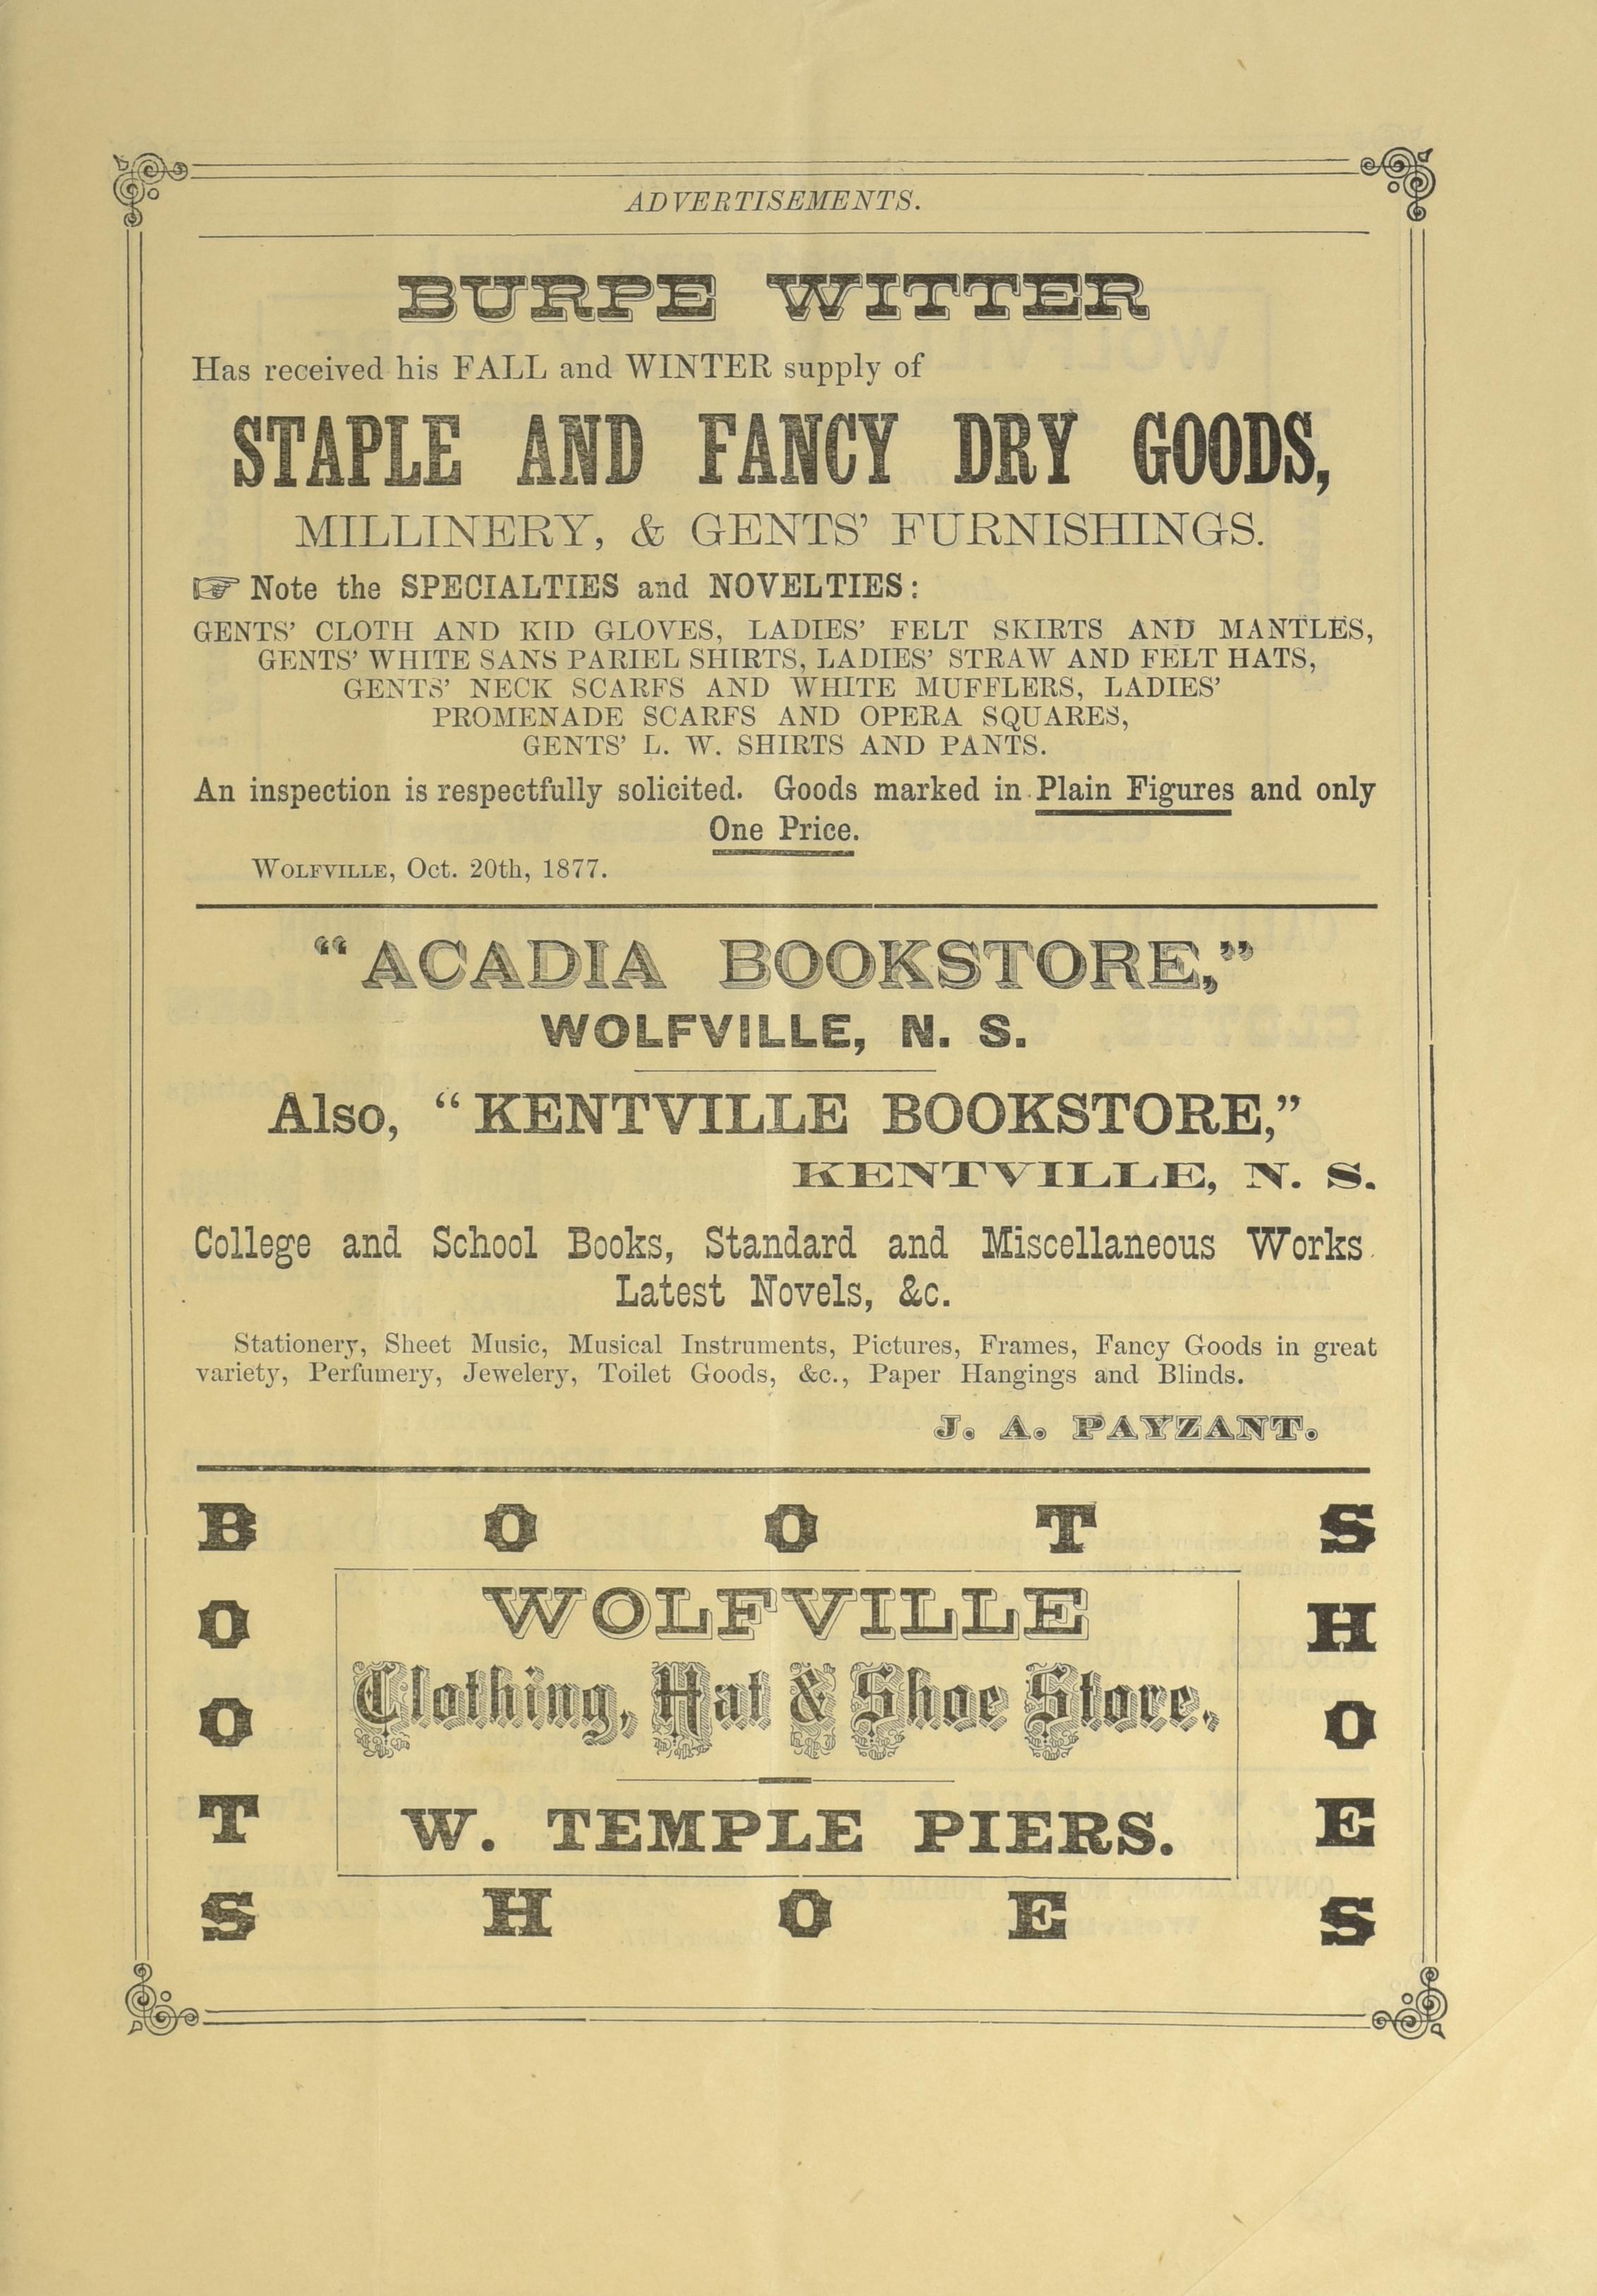 ADVERTISEMENTS.
BURPE WITTER
Has received his FALL and WINTER supply of
STAPLE AND FANCY DRY GOODS,
MILLINERY, & GENTS' FURNISHINGS.
☞ Note the SPECIALTIES and NOVELTIES:
GENTS' CLOTH AND KID GLOVES, LADIES' FELT SKIRTS AND MANTLES,
GENTS' WHITE SANS PARIEL SHIRTS, LADIES' STRAW AND FELT HATS,
GENTS' NECK SCARFS AND WHITE MUFFLERS, LADIES'
PROMENADE SCARFS AND OPERA SQUARES,
GENTS' L. W. SHIRTS AND PANTS.
An inspection is respectfully solicited. Goods marked in Plain Figures and only
One Price.
WOLFVILLE, Oct. 20th, 1877.
"ACADIA BOOKSTORE,"
WOLFVILLE, N. S.
Also, "KENTVILLE BOOKSTORE,"
KENTVILLE, N. S.
College and School Books, Standard and Miscellaneous Works
Latest Novels, &c.
Stationery, Sheet Music, Musical Instruments, Pictures, Frames, Fancy Goods in great
variety, Perfumery, Jewelery, Toilet Goods, &c., Paper Hangings and Blinds.
J. A. PAYZANT.
BOOTS
BOOTS
WOLFVILLE
Clothing, Hat & Shoe Store.
W. TEMPLE PIERS.
SHOES
SHOES